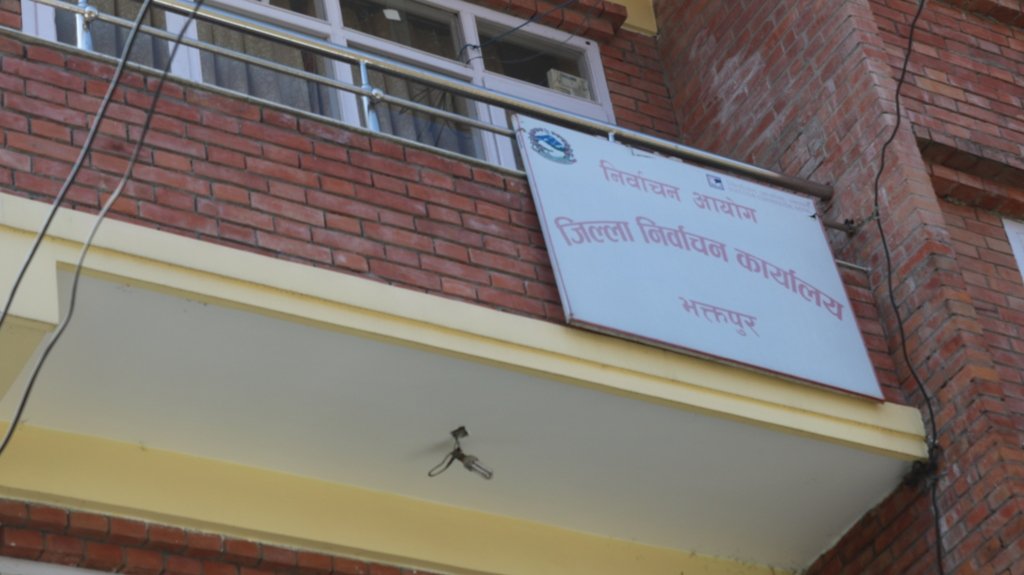 निर्वाचन आयोग
जिल्ला निर्वाचन कार्यालय
भक्तपुर